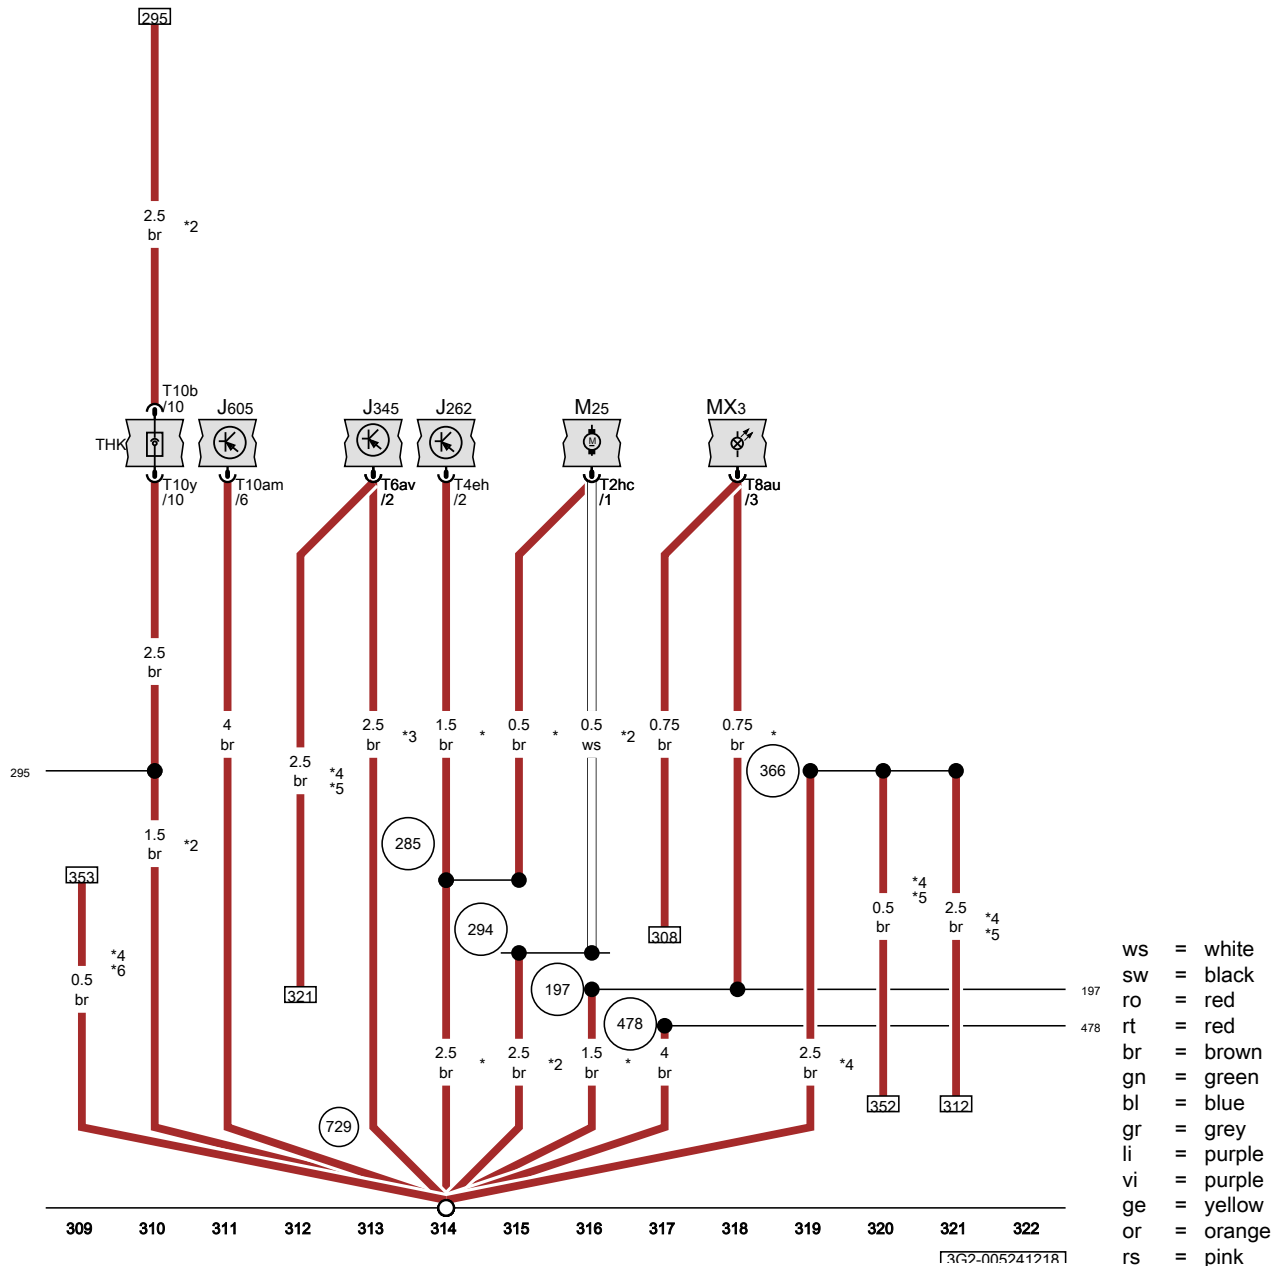 295
2.5
br
*2
T10b
/10
J605
J345
J262
M25
MX3
THK
M
T10y
/10
T10am
/6
T6av
/2
T4eh
/2
T2hc
/1
T8au
/3
2.5
br
4
br
2.5
br
*3
1.5
br
*
0.5
br
*
0.5
ws
*2
0.75
br
0.75
br
*
2.5
br
*4
*5
295
366
1.5
br
*2
285
353
0.5
br
*4
*6
294
308
0.5
br
*4
*5
2.5
br
*4
*5
321
197
197
478
478
2.5
br
*
2.5
br
*2
1.5
br
*
4
br
2.5
br
*4
352
312
729
309 310 311 312 313 314 315 316 317 318 319 320 321 322
3G2-005241218
ws = white
sw = black
ro = red
rt = red
br = brown
gn = green
bl = blue
gr = grey
li = purple
vi = purple
ge = yellow
or = orange
rs = pink